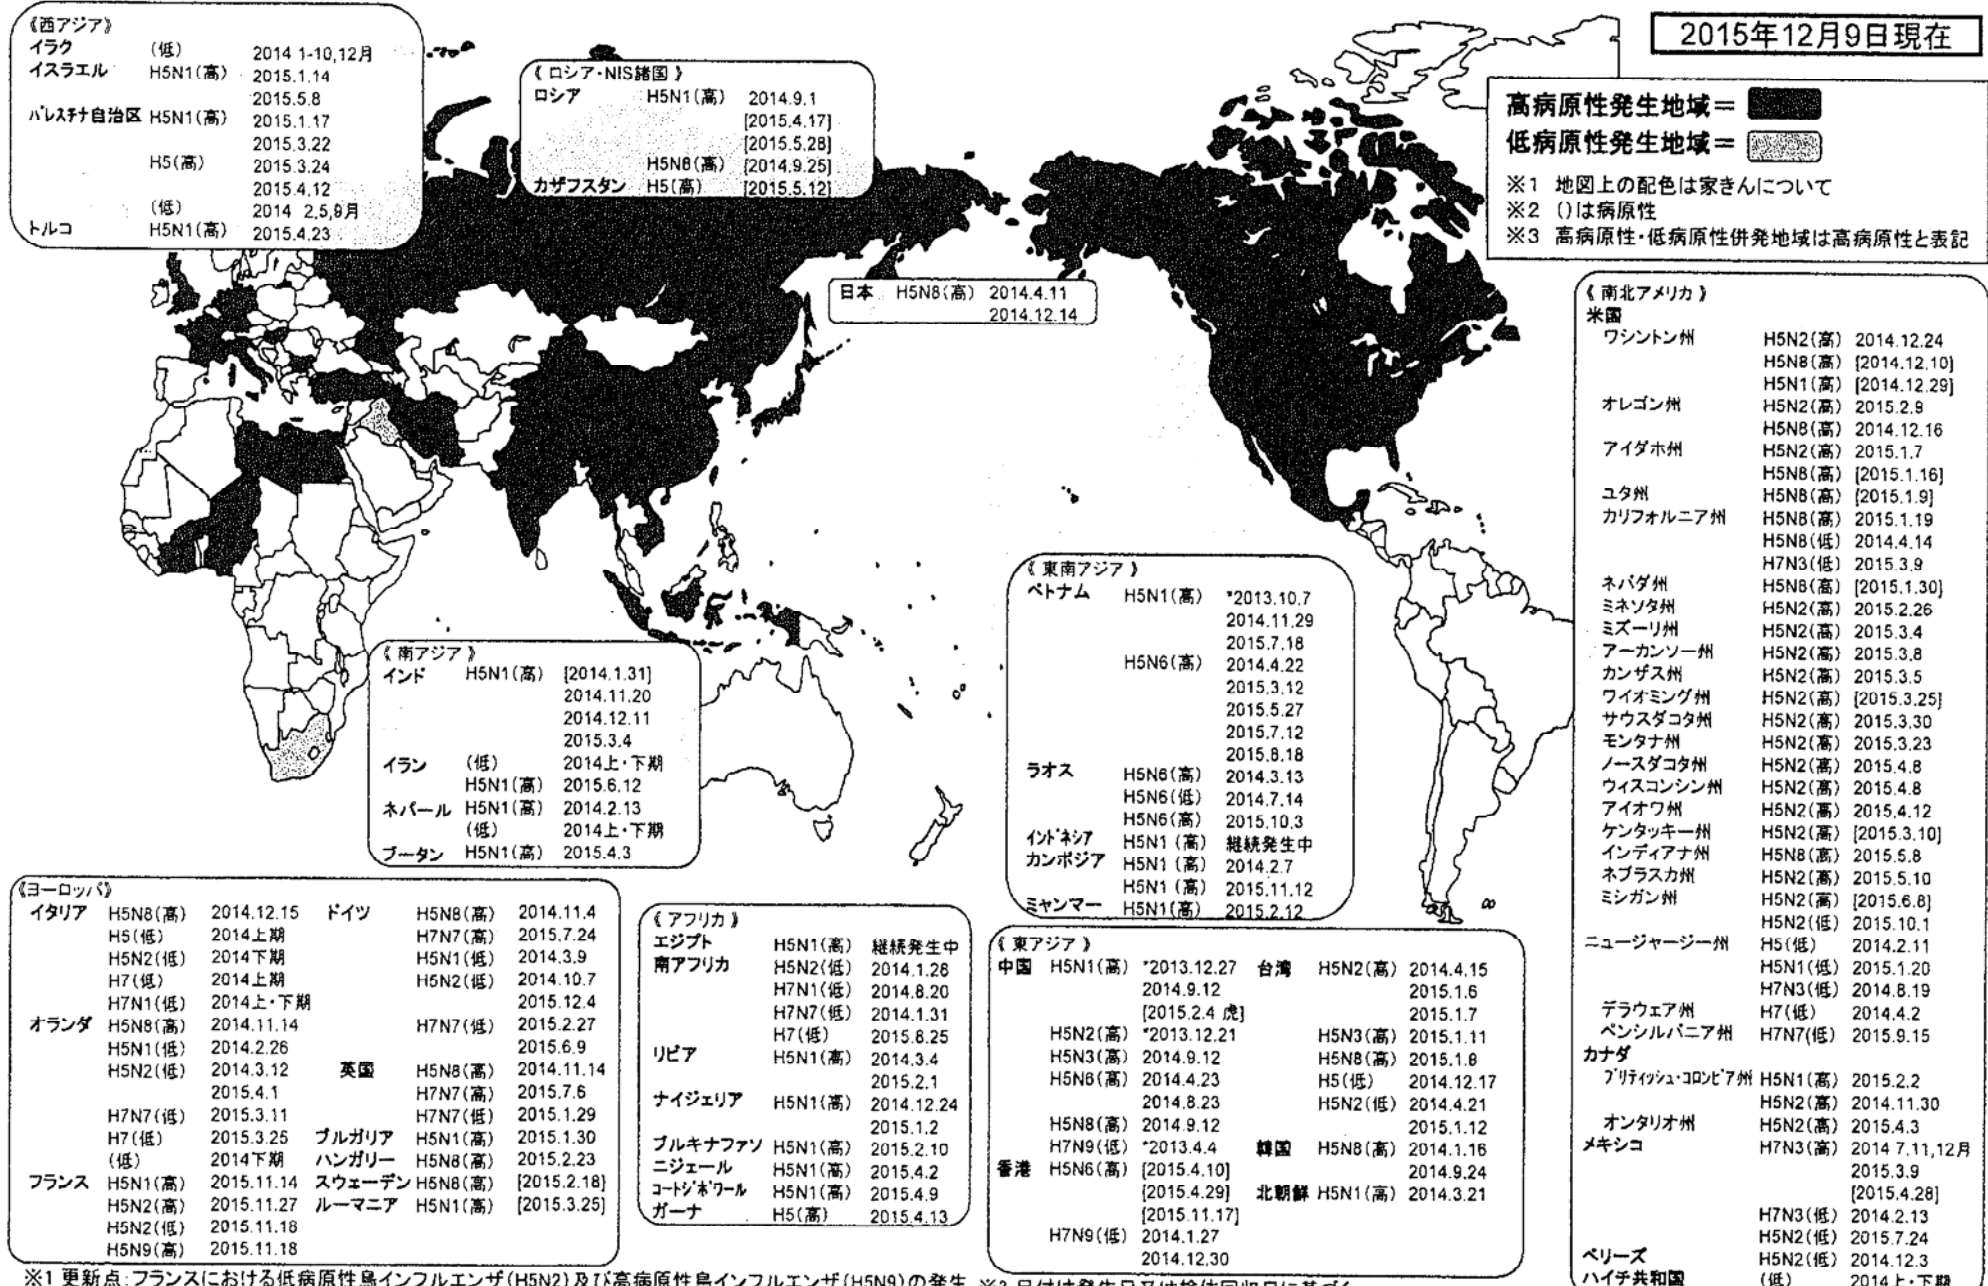 2015年12月9日現在
高病原性発生地域=
低病原性発生地域=
※1 地図上の配色は家きんについて
※2 ()は病原性
※3 高病原性・低病原性併発地域は高病原性と表記
《西アジア》
イラク (低) 2014 1-10,12月
イスラエル H5N1(高) 2015.1.14
2015.5.8
パレスチナ自治区 H5N1(高) 2015.1.17
2015.3.22
H5(高) 2015.3.24
2015.4.12
(低) 2014 2,5,9月
トルコ H5N1(高) 2015.4.23
《ロシア・NIS諸国》
ロシア H5N1(高) 2014.9.1
[2015.4.17]
[2015.5.28]
H5N8(高) [2014.9.25]
カザフスタン H5(高) [2015.5.12]
日本 H5N8(高) 2014.4.11
2014.12.14
《南アジア》
インド H5N1(高) [2014.1.31]
2014.11.20
2014.12.11
2015.3.4
イラン (低) 2014上・下期
H5N1(高) 2015.6.12
ネパール H5N1(高) 2014.2.13
(低) 2014上・下期
ブータン H5N1(高) 2015.4.3
《東南アジア》
ベトナム H5N1(高) *2013.10.7
2014.11.29
2015.7.18
H5N6(高) 2014.4.22
2015.3.12
2015.5.27
2015.7.12
2015.8.18
ラオス H5N6(高) 2014.3.13
H5N6(低) 2014.7.14
H5N6(高) 2015.10.3
インドネシア H5N1(高) 継続発生中
カンボジア H5N1(高) 2014.2.7
H5N1(高) 2015.11.12
ミャンマー H5N1(高) 2015.2.12
《南北アメリカ》
米国
ワシントン州 H5N2(高) 2014.12.24
H5N8(高) [2014.12.10]
H5N1(高) [2014.12.29]
オレゴン州 H5N2(高) 2015.2.9
H5N8(高) 2014.12.16
アイダホ州 H5N2(高) 2015.1.7
H5N8(高) [2015.1.16]
ユタ州 H5N8(高) [2015.1.9]
カリフォルニア州 H5N8(高) 2015.1.19
H5N8(低) 2014.4.14
H7N3(低) 2015.3.9
ネバダ州 H5N8(高) [2015.1.30]
ミネソタ州 H5N2(高) 2015.2.26
ミズーリ州 H5N2(高) 2015.3.4
アーカンソー州 H5N2(高) 2015.3.8
カンザス州 H5N2(高) 2015.3.5
ワイオミング州 H5N2(高) [2015.3.25]
サウスダコタ州 H5N2(高) 2015.3.30
モンタナ州 H5N2(高) 2015.3.23
ノースダコタ州 H5N2(高) 2015.4.8
ウィスコンシン州 H5N2(高) 2015.4.8
アイオワ州 H5N2(高) 2015.4.12
ケンタッキー州 H5N2(高) [2015.3.10]
インディアナ州 H5N8(高) 2015.5.8
ネブラスカ州 H5N2(高) 2015.5.10
ミシガン州 H5N2(高) [2015.6.8]
H5N2(低) 2015.10.1
ニュージャージー州 H5(低) 2014.2.11
H5N1(低) 2015.1.20
H7N3(低) 2014.8.19
デラウェア州 H7(低) 2014.4.2
ペンシルバニア州 H7N7(低) 2015.9.15
カナダ
ブリティッシュ・コロンビア州 H5N1(高) 2015.2.2
H5N2(高) 2014.11.30
オンタリオ州 H5N2(高) 2015.4.3
メキシコ H7N3(高) 2014 7,11,12月
2015.3.9
[2015.4.28]
H7N3(低) 2014.2.13
H5N2(低) 2015.7.24
ベリーズ H5N2(低) 2014.12.3
ハイチ共和国 (低) 2014上・下期
《ヨーロッパ》
イタリア H5N8(高) 2014.12.15 ドイツ H5N8(高) 2014.11.4
H5(低) 2014上期 H7N7(高) 2015.7.24
H5N2(低) 2014下期 H5N1(低) 2014.3.9
H7(低) 2014上期 H5N2(低) 2014.10.7
H7N1(低) 2014上・下期 2015.12.4
オランダ H5N8(高) 2014.11.14 H7N7(低) 2015.2.27
H5N1(低) 2014.2.26 2015.6.9
H5N2(低) 2014.3.12 英国 H5N8(高) 2014.11.14
2015.4.1 H7N7(高) 2015.7.6
H7N7(低) 2015.3.11 H7N7(低) 2015.1.29
H7(低) 2015.3.25 ブルガリア H5N1(高) 2015.1.30
(低) 2014下期 ハンガリー H5N8(高) 2015.2.23
フランス H5N1(高) 2015.11.14 スウェーデン H5N8(高) [2015.2.18]
H5N2(高) 2015.11.27 ルーマニア H5N1(高) [2015.3.25]
H5N2(低) 2015.11.18
H5N9(高) 2015.11.18
《アフリカ》
エジプト H5N1(高) 継続発生中
南アフリカ H5N2(低) 2014.1.28
H7N1(低) 2014.8.20
H7N7(低) 2014.1.31
H7(低) 2015.8.25
リビア H5N1(高) 2014.3.4
2015.2.1
ナイジェリア H5N1(高) 2014.12.24
2015.1.2
ブルキナファソ H5N1(高) 2015.2.10
ニジェール H5N1(高) 2015.4.2
コートジボワール H5N1(高) 2015.4.9
ガーナ H5(高) 2015.4.13
《東アジア》
中国 H5N1(高) *2013.12.27 台湾 H5N2(高) 2014.4.15
2014.9.12 2015.1.6
[2015.2.4 虎] 2015.1.7
H5N2(高) *2013.12.21 H5N3(高) 2015.1.11
H5N3(高) 2014.9.12 H5N8(高) 2015.1.8
H5N6(高) 2014.4.23 H5(低) 2014.12.17
2014.8.23 H5N2(低) 2014.4.21
H5N8(高) 2014.9.12 2015.1.12
H7N9(低) *2013.4.4 韓国 H5N8(高) 2014.1.16
香港 H5N6(高) [2015.4.10] 2014.9.24
[2015.4.29] 北朝鮮 H5N1(高) 2014.3.21
[2015.11.17]
H7N9(低) 2014.1.27
2014.12.30
※1 更新点:フランスにおける低病原性鳥インフルエンザ(H5N2)及び高病原性鳥インフルエンザ(H5N9)の発生